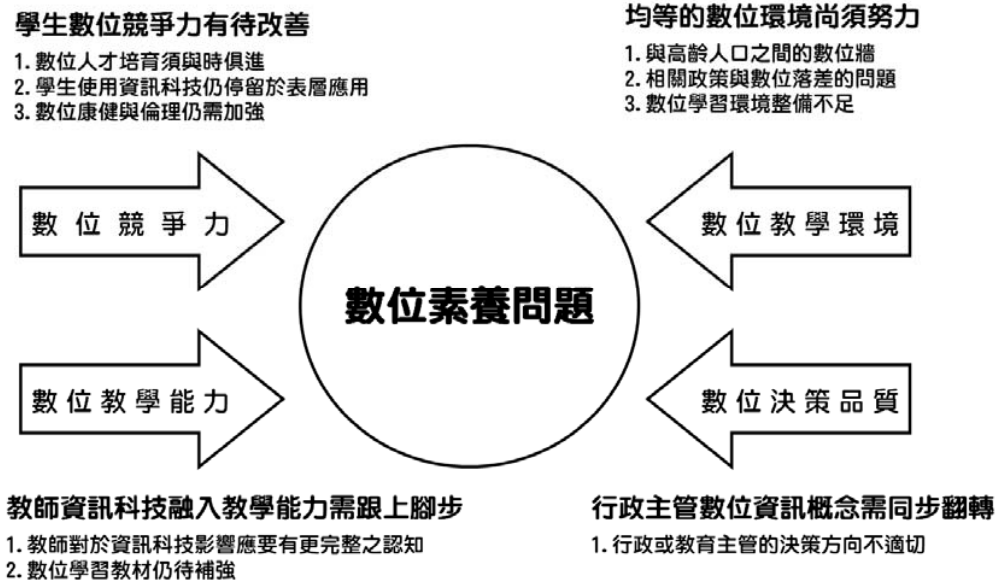 學生數位競爭力有待改善
1. 數位人才培育須與時俱進
2. 學生使用資訊科技仍停留於表層應用
3. 數位康健與倫理仍需加強
均等的數位環境尚須努力
1. 與高齡人口之間的數位牆
2. 相關政策與數位落差的問題
3. 數位學習環境整備不足
數位競爭力
數位教學環境
數位素養問題
數位教學能力
數位決策品質
教師資訊科技融入教學能力需跟上腳步
1. 教師對於資訊科技影響應要有更完整之認知
2. 數位學習教材仍待補強
行政主管數位資訊概念需同步翻轉
1. 行政或教育主管的決策方向不適切